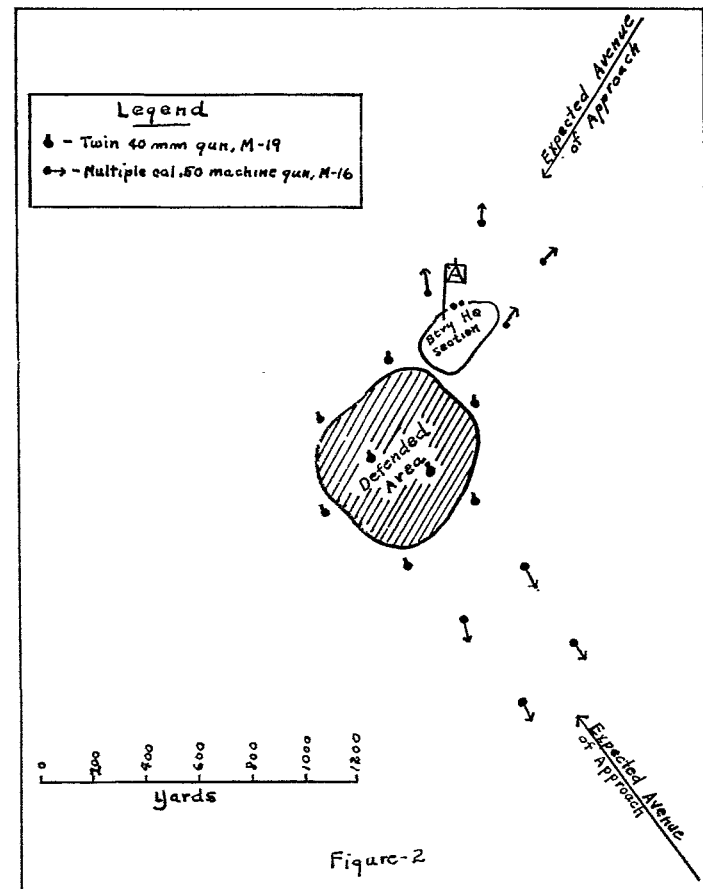 Legend
- Twin 40 mm gun, M-19
- Multiple cal .50 machine gun, M-16
Expected Avenue
of Approach
A
Btry HQ
Section
Defended
Area
Expected Avenue
of Approach
0 200 400 600 800 1000 1200
Yards
Figure-2